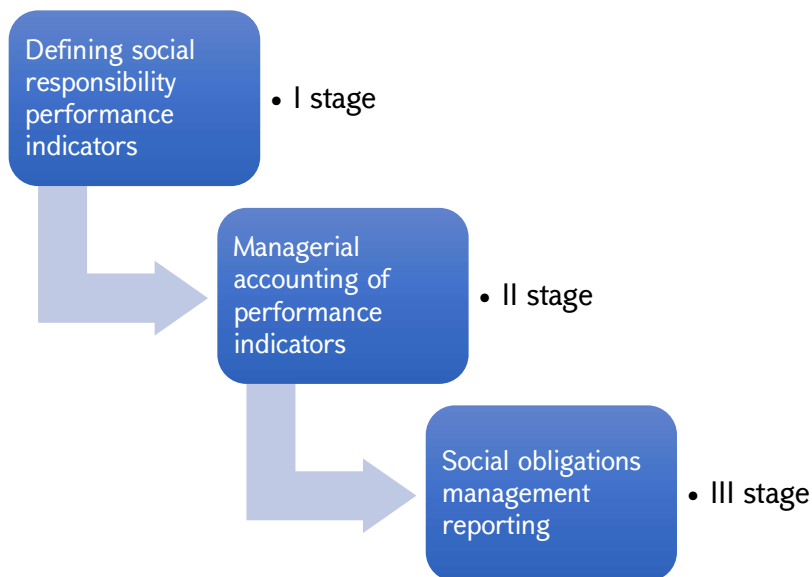 Defining social
responsibility
performance
indicators
• I stage
Managerial
accounting of
performance
indicators
• II stage
Social obligations
management
reporting
• III stage